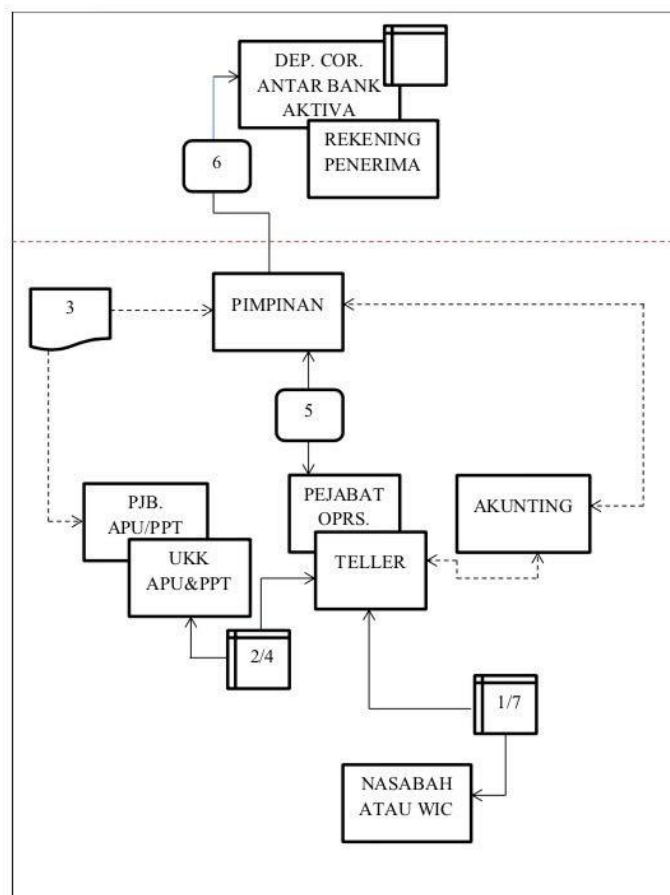 DEP. COR.
ANTAR BANK
AKTIVA
REKENING
PENERIMA
6
3
PIMPINAN
5
PJB.
APU/PPT
UKK
APU&PPT
PEJABAT
OPRS.
TELLER
AKUNTING
2/4
1/7
NASABAH
ATAU WIC